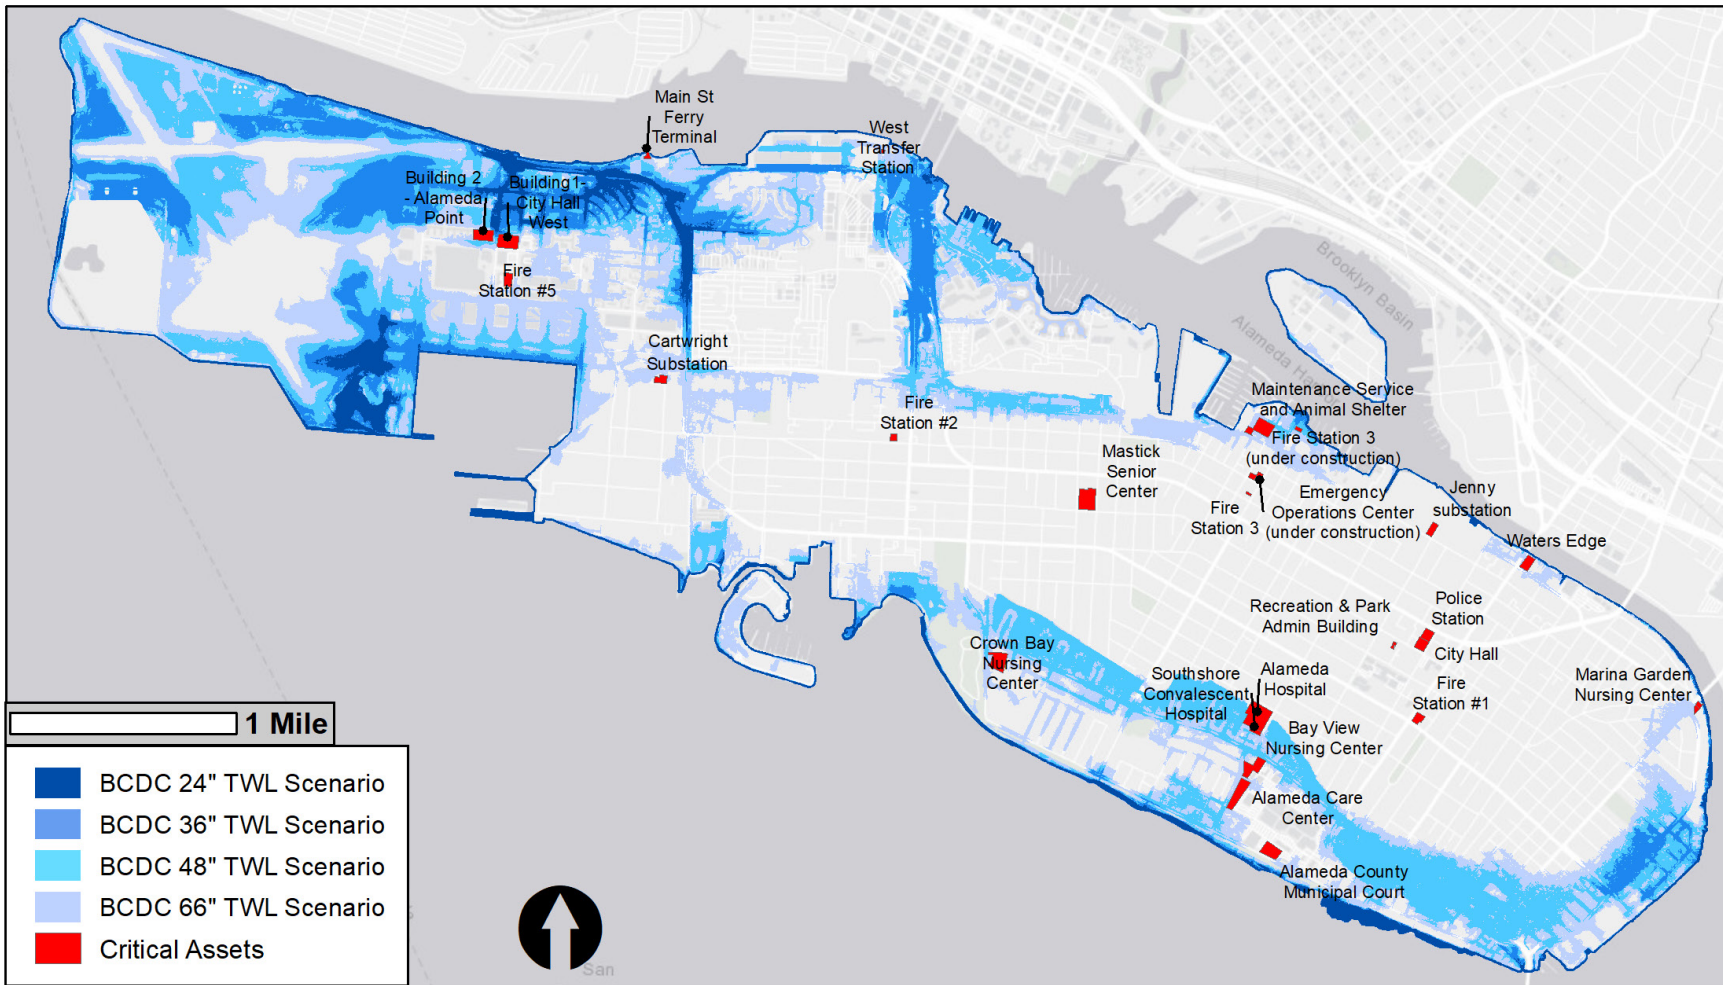 Main St
Ferry
Terminal
West
Transfer
Station
Building 2
- Alameda
Point
Building1-
City Hall
West
Fire
Station #5
Cartwright
Substation
Fire
Station #2
Brooklyn Basin
Maintenance Service
and Animal Shelter
Fire Station 3
(under construction)
Mastick
Senior
Center
Fire
Station 3
Emergency
Operations Center
(under construction)
Jenny
substation
Waters Edge
Recreation & Park
Admin Building
Police
Station
City Hall
Crown Bay
Nursing
Center
Southshore
Convalescent
Hospital
Alameda
Hospital
Bay View
Nursing Center
Fire
Station #1
Marina Garden
Nursing Center
Alameda Care
Center
Alameda County
Municipal Court
1 Mile
BCDC 24" TWL Scenario
BCDC 36" TWL Scenario
BCDC 48" TWL Scenario
BCDC 66" TWL Scenario
Critical Assets
San